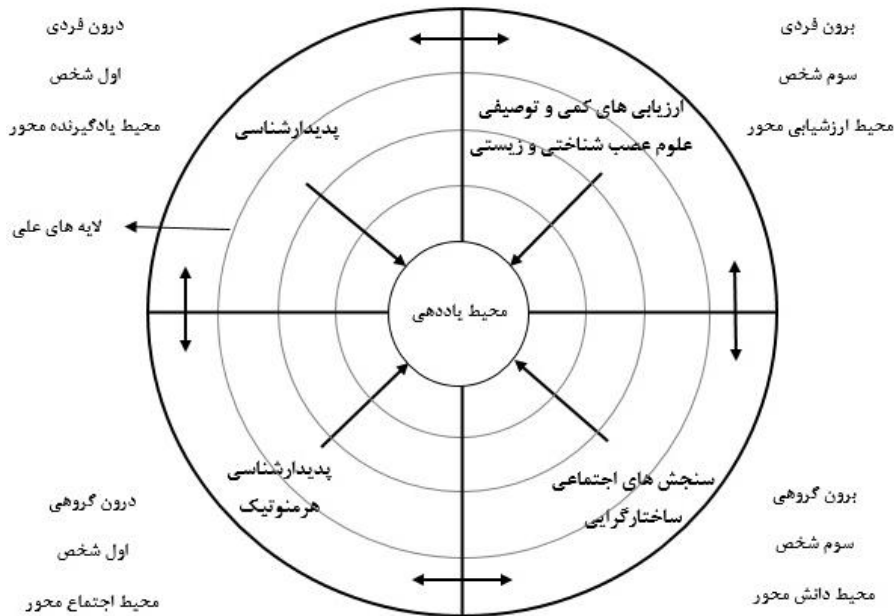 برون فردی
سوم شخص
محیط ارزشیابی محور
درون فردی
اول شخص
محیط یادگیرنده محور
ارزیابی های کمی و توصیفی
علوم عصب شناختی و زیستی
پدیدارشناسی
لایه های علی
محیط یاددهی
سنجش های اجتماعی
ساختارگرایی
پدیدارشناسی
هرمنوتیک
برون گروهی
سوم شخص
محیط دانش محور
درون گروهی
اول شخص
محیط اجتماع محور